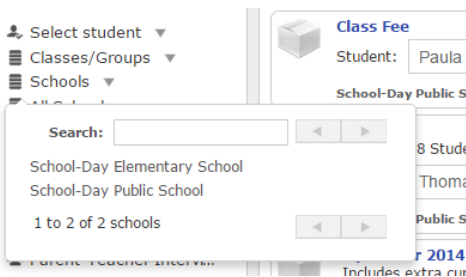 Select student
Classes/Groups
Schools
Search:
School-Day Elementary School
School-Day Public School
1 to 2 of 2 schools
Class Fee
Student: Paula
School-Day Public S
8 Stude
Thoma
Public S
r 2014
Includes extra cu